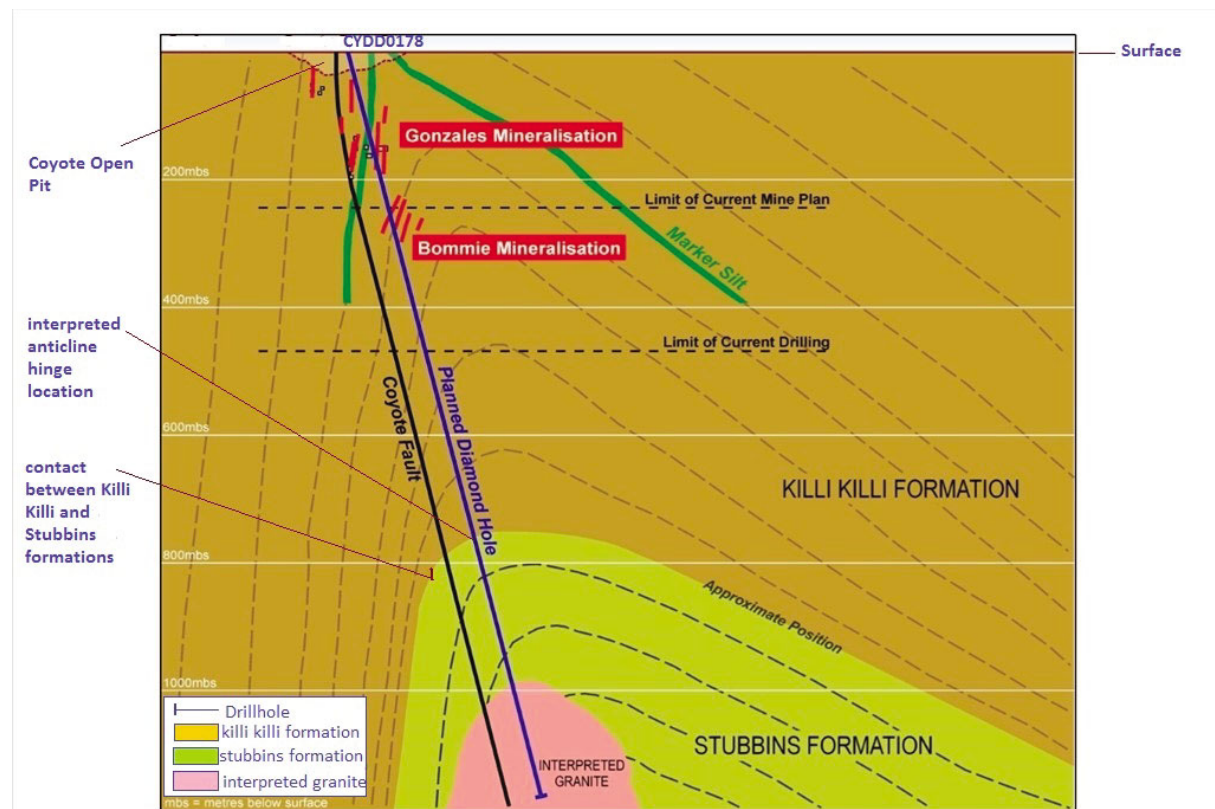 CYDD0178
Surface
Coyote Open
Pit
Gonzales Mineralisation
200mbs
Limit of Current Mine Plan
Bommie Mineralisation
Marker Silt
400mbs
interpreted
anticline
hinge
location
Limit of Current Drilling
Planned Diamond Hole
Coyote Fault
600mbs
contact
between Killi
Killi and
Stubbins
formations
KILLI KILLI FORMATION
800mbs
Approximate Position
1000mbs
Drillhole
killi killi formation
stubbins formation
interpreted granite
mbs = metres below surface
STUBBINS FORMATION
INTERPRETED
GRANITE